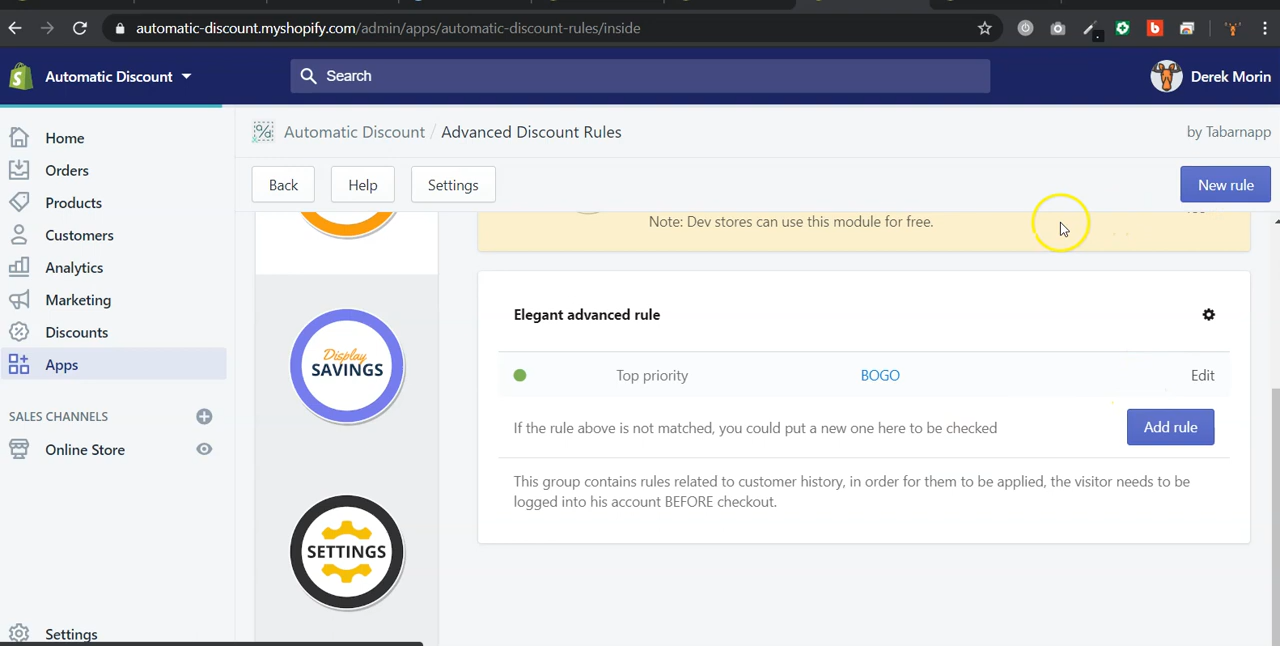 automatic-discount.myshopify.com/admin/apps/automatic-discount-rules/inside
Automatic Discount
Search
Derek Morin
Home
Orders
Products
Customers
Analytics
Marketing
Discounts
Apps
SALES CHANNELS
Online Store
Settings
Automatic Discount / Advanced Discount Rules
by Tabarnapp
Back
Help
Settings
New rule
Note: Dev stores can use this module for free.
Display
SAVINGS
SETTINGS
Elegant advanced rule
Top priority
BOGO
Edit
If the rule above is not matched, you could put a new one here to be checked
Add rule
This group contains rules related to customer history, in order for them to be applied, the visitor needs to be
logged into his account BEFORE checkout.